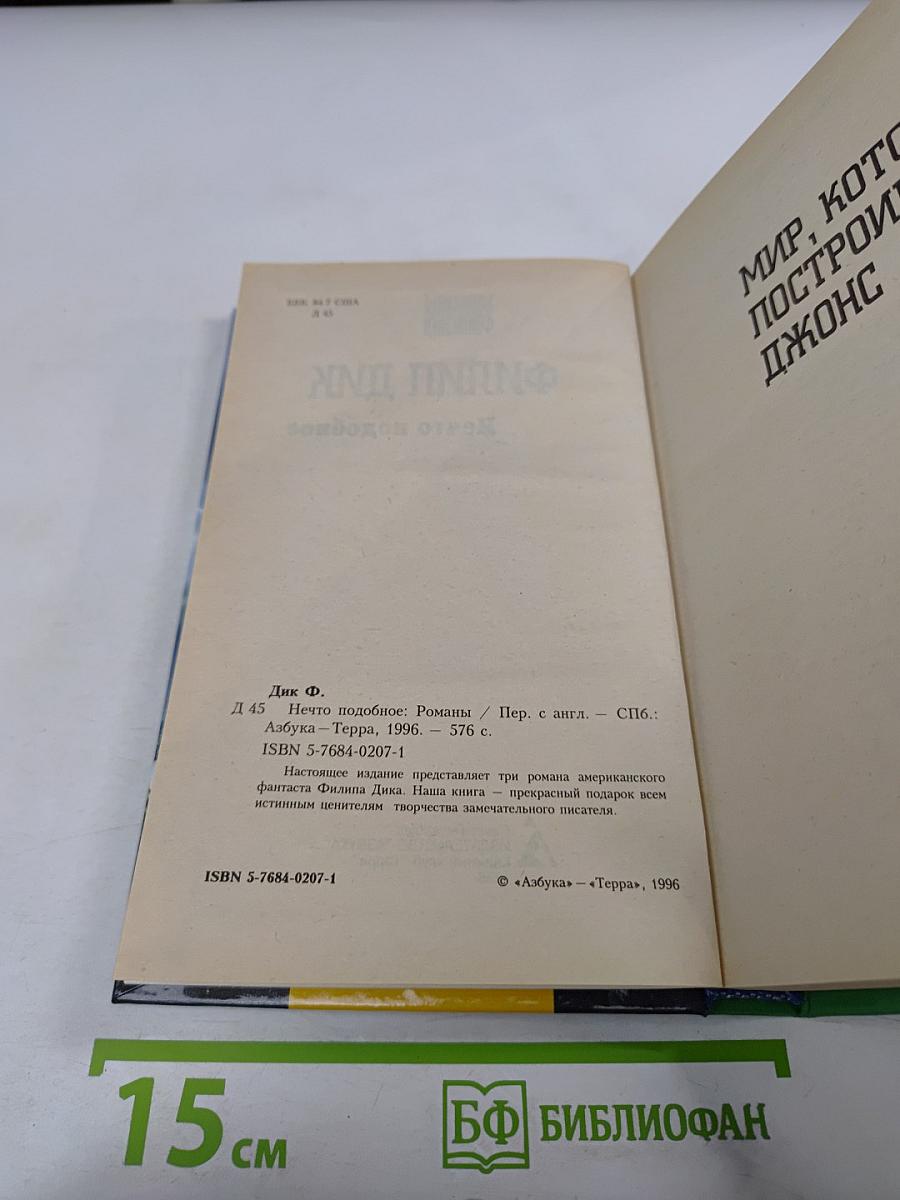 ББК 84.7 США
Д 45
Дик Ф.
Д 45 Нечто подобное: Романы / Пер. с англ. — СПб.:
Азбука — Терра, 1996. — 576 с.
ISBN 5-7684-0207-1
Настоящее издание представляет три романа американского
фантаста Филипа Дика. Наша книга — прекрасный подарок всем
истинным ценителям творчества замечательного писателя.
ISBN 5-7684-0207-1
© «Азбука» — «Терра», 1996
МИР,
ПОСТРОИ
ДЖОНС
15 см
БФ БИБЛИОФАН